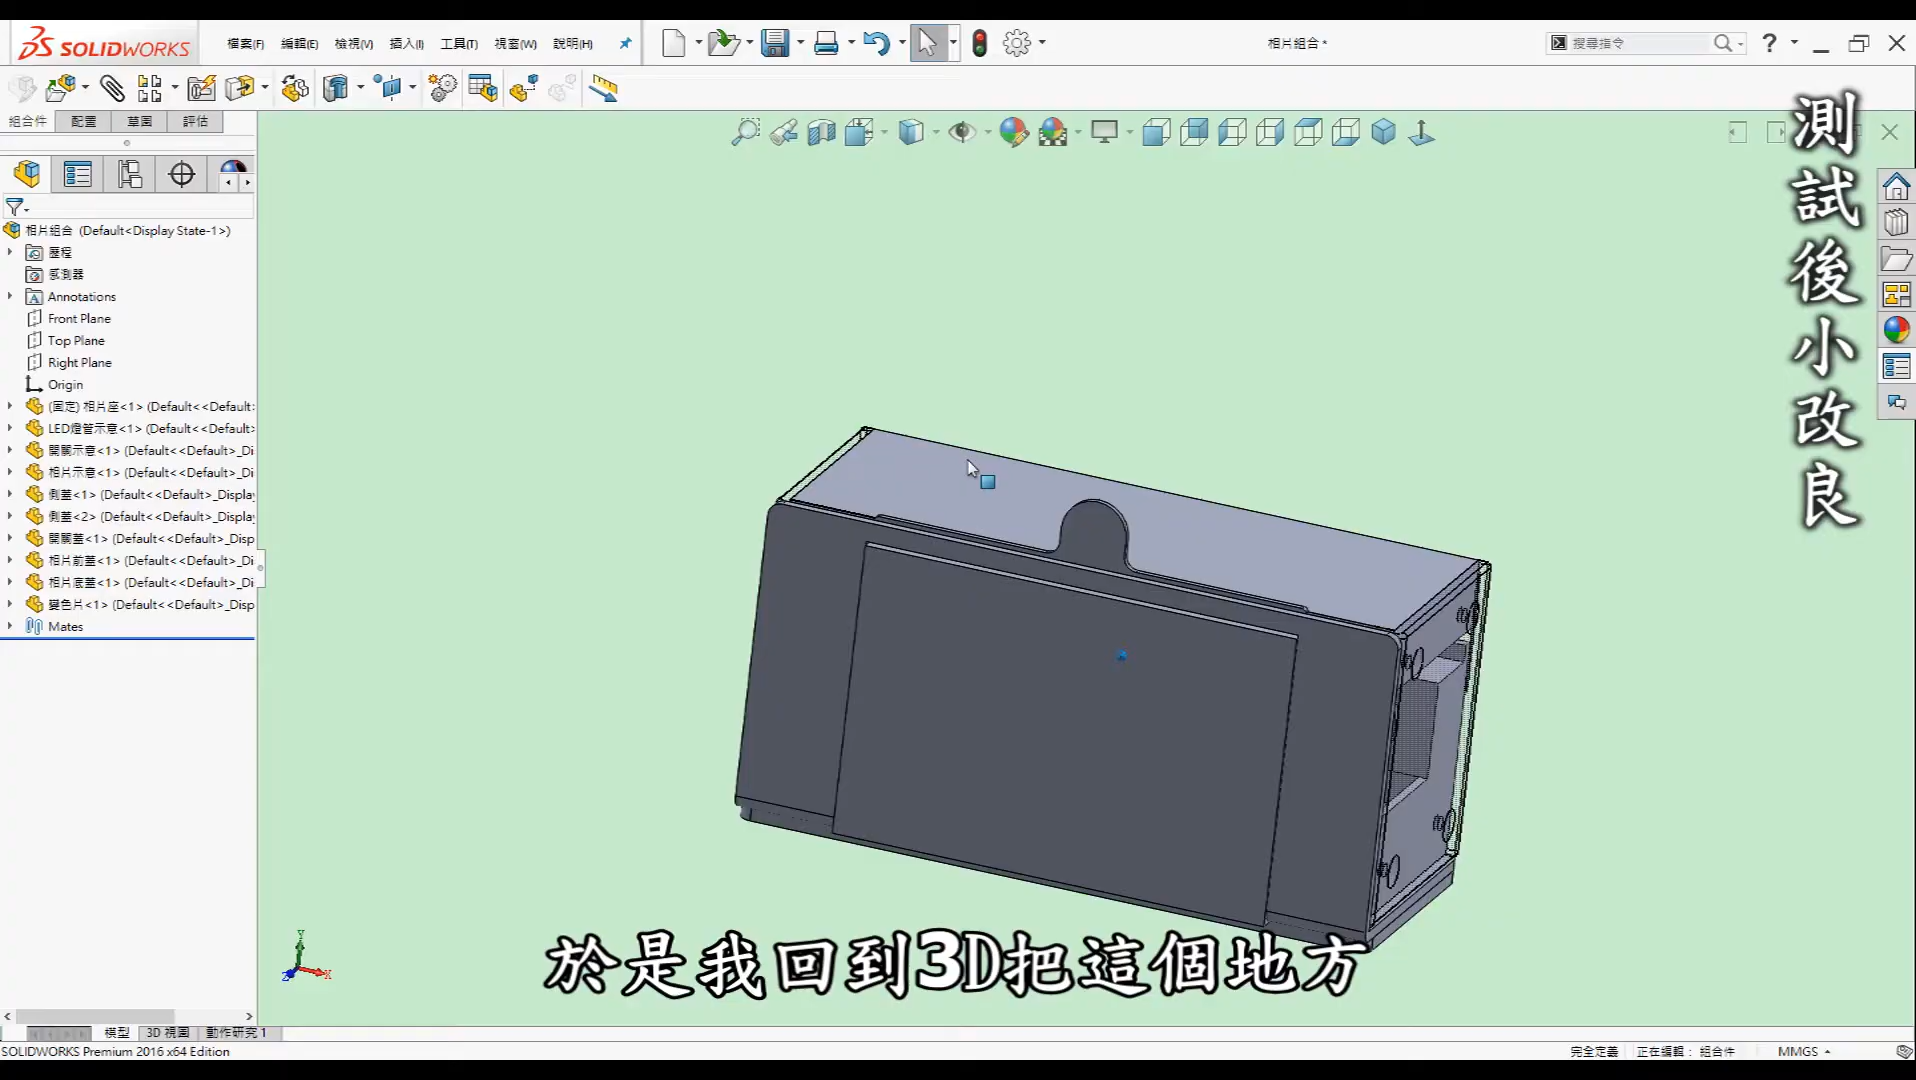 SOLIDWORKS
檔案(F) 編輯(E) 檢視(V) 插入(I) 工具(T) 視窗(W) 說明(H)
相片組合 *
搜尋指令
組合件 配置 草圖 評估
相片組合 (Default<Display State-1>)
歷程
感測器
Annotations
Front Plane
Top Plane
Right Plane
Origin
(固定) 相片座<1> (Default<<Default>
LED燈管示意<1> (Default<<Default>
開關示意<1> (Default<<Default>_Di
相片示意<1> (Default<<Default>_Di
側蓋<1> (Default<<Default>_Display
側蓋<2> (Default<<Default>_Display
開關蓋<1> (Default<<Default>_Disp
相片前蓋<1> (Default<<Default>_Di
相片底蓋<1> (Default<<Default>_Di
變色片<1> (Default<<Default>_Disp
Mates
測試後小改良
於是我回到3D把這個地方
Y
X
Z
模型 3D 視圖 動作研究 1
SOLIDWORKS Premium 2016 x64 Edition
完全定義 正在編輯： 組合件 MMGS